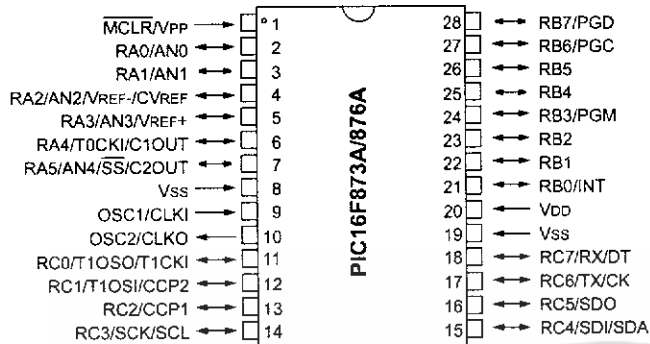 MCLR/VPP 1 28 RB7/PGD
RA0/AN0 2 27 RB6/PGC
RA1/AN1 3 26 RB5
RA2/AN2/VREF-/CVREF 4 25 RB4
RA3/AN3/VREF+ 5 24 RB3/PGM
RA4/T0CKI/C1OUT 6 23 RB2
RA5/AN4/SS/C2OUT 7 22 RB1
VSS 8 21 RB0/INT
OSC1/CLKI 9 20 VDD
OSC2/CLKO 10 19 VSS
RC0/T1OSO/T1CKI 11 18 RC7/RX/DT
RC1/T1OSI/CCP2 12 17 RC6/TX/CK
RC2/CCP1 13 16 RC5/SDO
RC3/SCK/SCL 14 15 RC4/SDI/SDA
PIC16F873A/876A